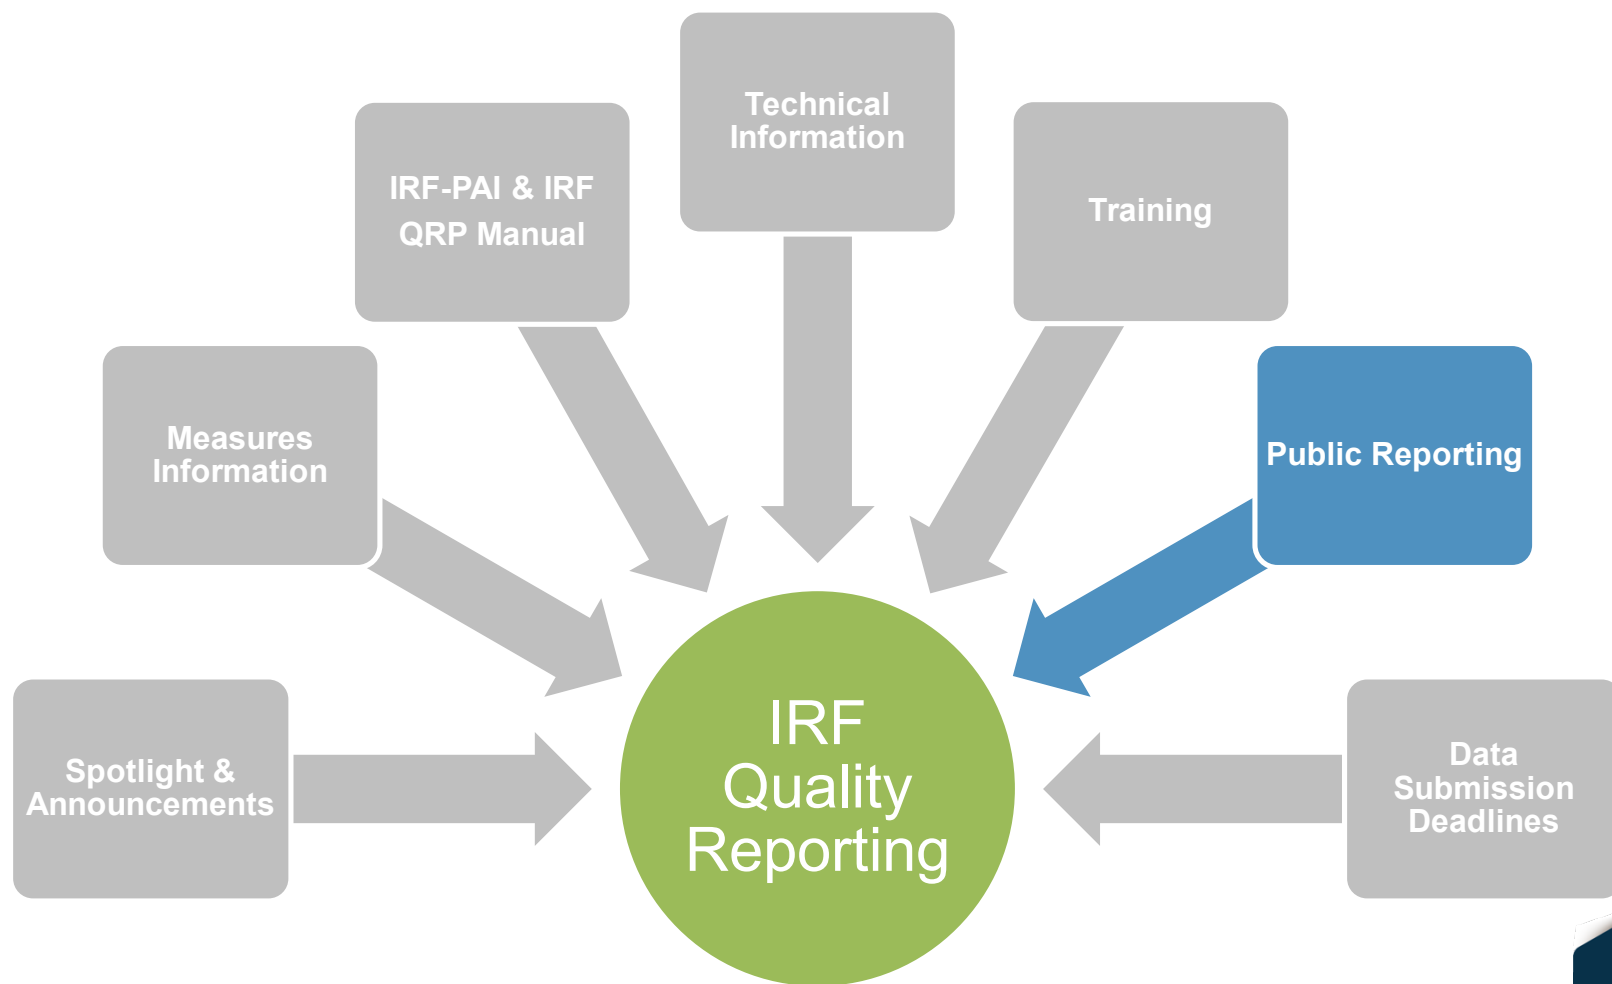 Technical
Information
IRF-PAI & IRF
QRP Manual
Training
Measures
Information
Public Reporting
Spotlight &
Announcements
IRF
Quality
Reporting
Data
Submission
Deadlines